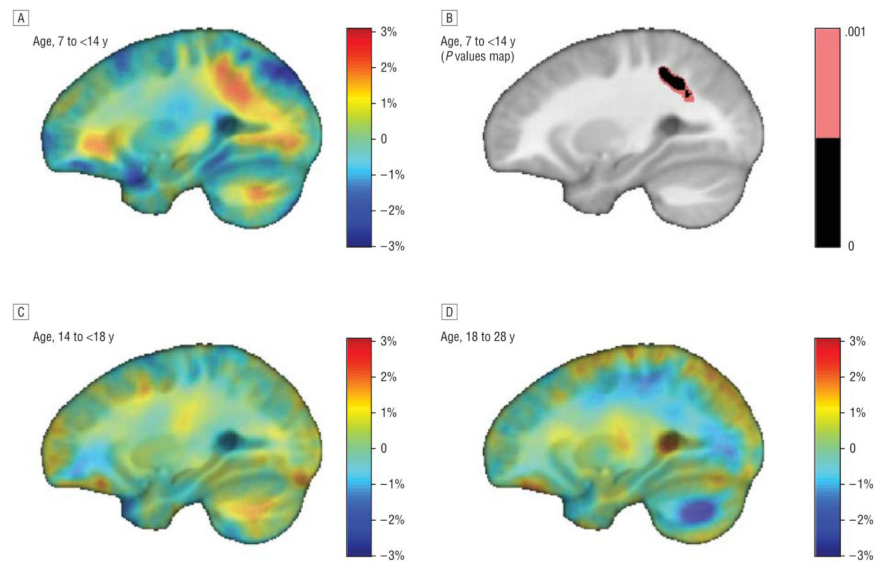 A
Age, 7 to <14 y
3%
2%
1%
0
−1%
−2%
−3%
B
Age, 7 to <14 y
(P values map)
.001
0
C
Age, 14 to <18 y
3%
2%
1%
0
−1%
−2%
−3%
D
Age, 18 to 28 y
3%
2%
1%
0
−1%
−2%
−3%